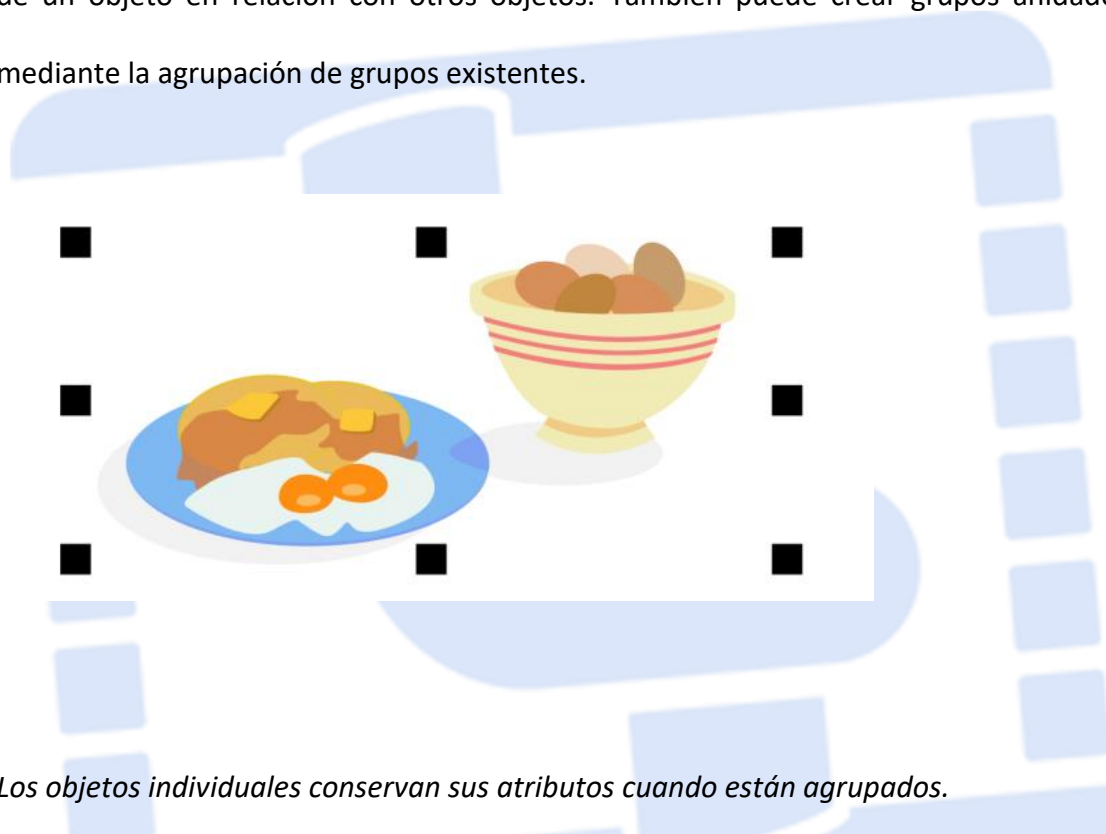 de un objeto en relación con otros objetos. También puede crear grupos
mediante la agrupación de grupos existentes.
Los objetos individuales conservan sus atributos cuando están agrupados.